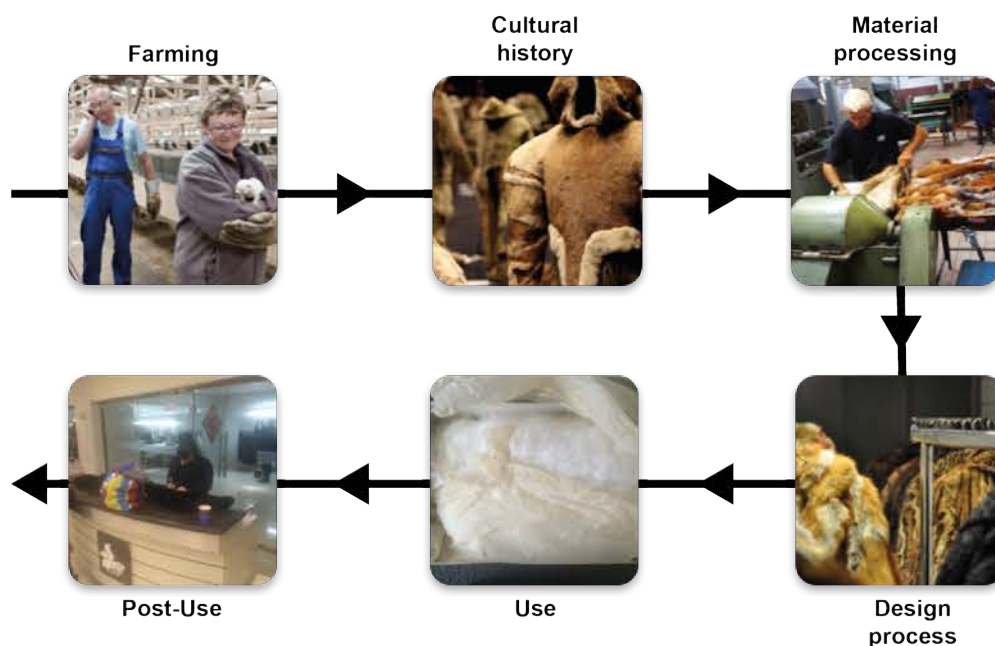 Farming
Cultural
history
Material
processing
Post-Use
Use
Design
process